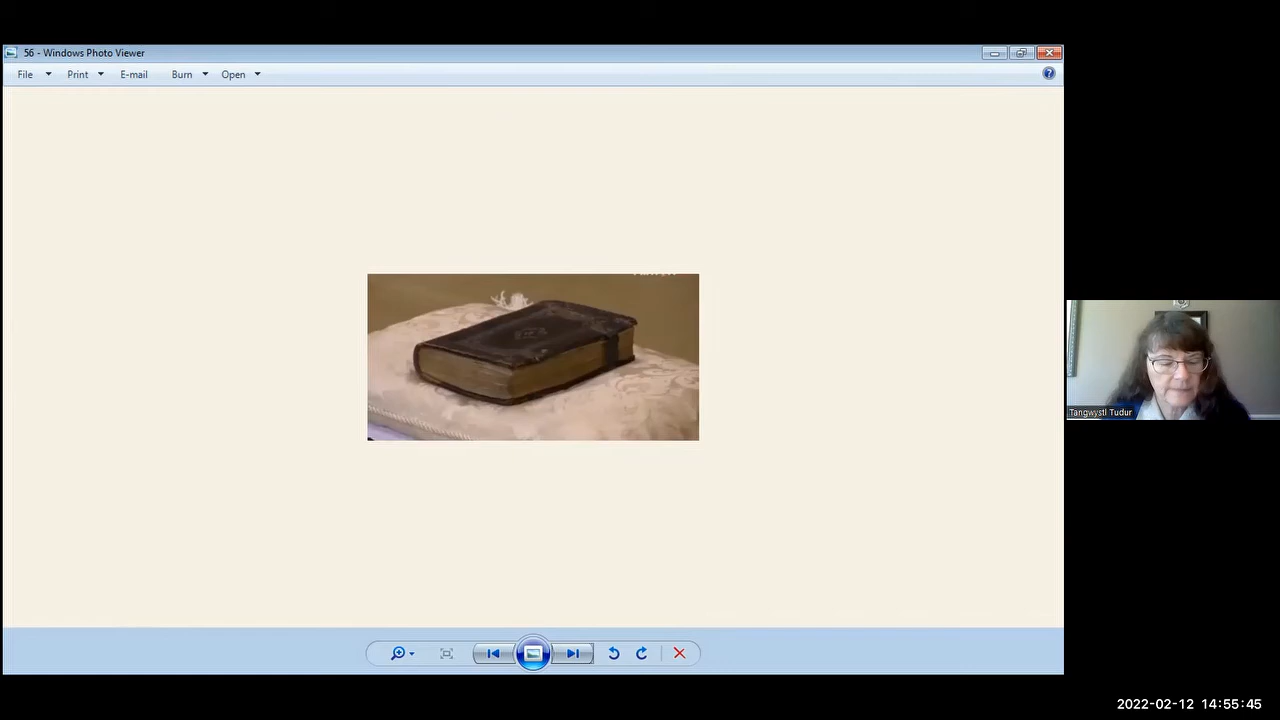 56 - Windows Photo Viewer
File Print E-mail Burn Open
Tangwystl Tudur
2022-02-12 14:55:45